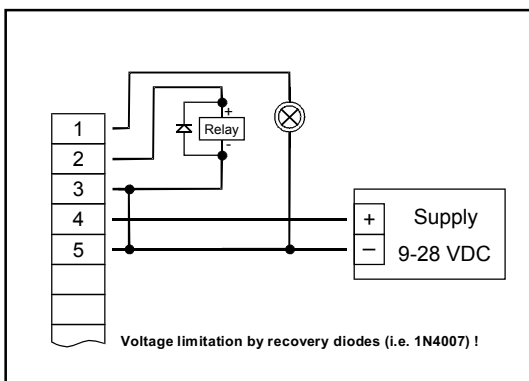 1
2
3
4
5
+
Relay
-
+
Supply
–
9-28 VDC
Voltage limitation by recovery diodes (i.e. 1N4007) !